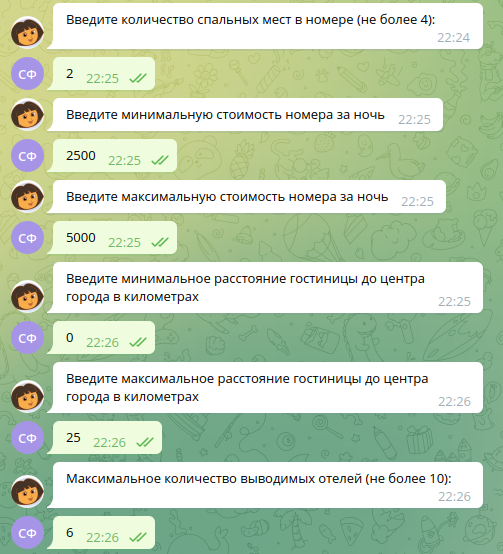 Введите количество спальных мест в номере (не более 4):
22:24
СФ
2 22:25
Введите минимальную стоимость номера за ночь 22:25
СФ
2500 22:25
Введите максимальную стоимость номера за ночь 22:25
СФ
5000 22:25
Введите минимальное расстояние гостиницы до центра
города в километрах
22:25
СФ
0 22:26
Введите максимальное расстояние гостиницы до центра
города в километрах
22:26
СФ
25 22:26
Максимальное количество выводимых отелей (не более 10):
22:26
СФ
6 22:26